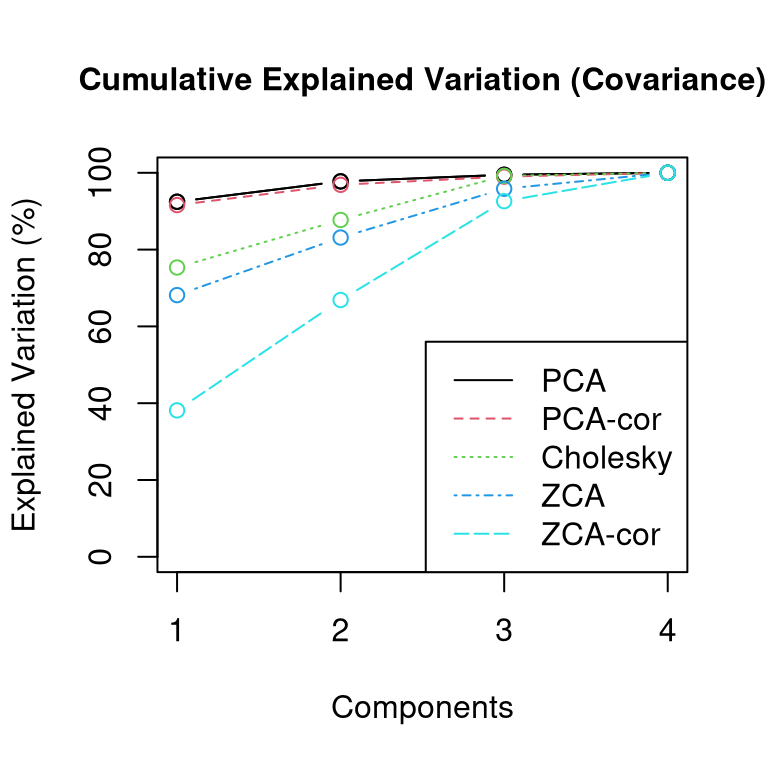 Cumulative Explained Variation (Covariance)
Explained Variation (%)
100
80
60
40
20
0
PCA
PCA-cor
Cholesky
ZCA
ZCA-cor
1 2 3 4
Components